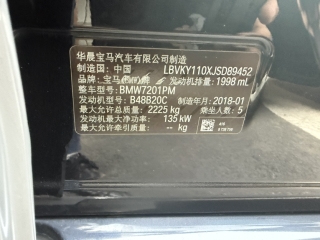 华晨宝马汽车有限公司制造
制造国：中国 LBVKY110XJSD89452
品牌：宝马 发动机排量：1998 mL
整车型号：BMW7201PM
发动机型号：B48B20C 制造年月：2018-01
最大允许总质量：2225 kg 乘坐人数：5
发动机最大净功率：135 kW
最大允许牵引质量：-- kg